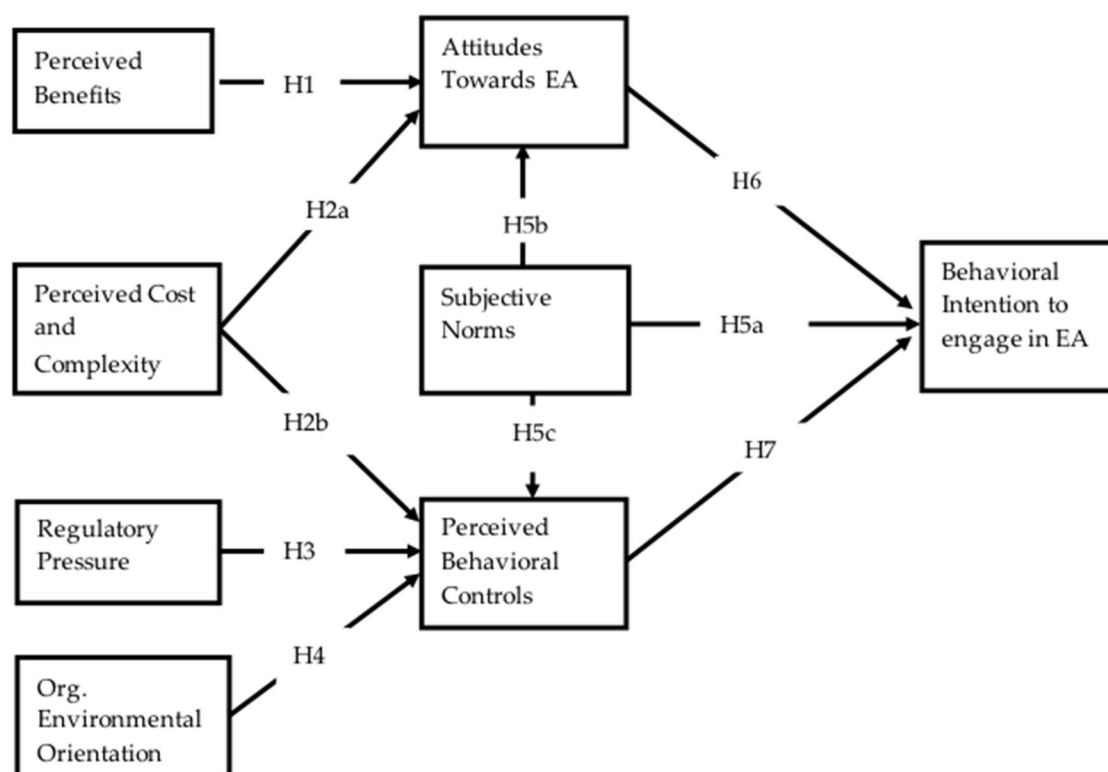 Perceived
Benefits
H1
Attitudes
Towards EA
H2a
H6
H5b
Perceived Cost
and
Complexity
Subjective
Norms
H5a
Behavioral
Intention to
engage in EA
H2b
H5c
H7
Regulatory
Pressure
H3
Perceived
Behavioral
Controls
H4
Org.
Environmental
Orientation